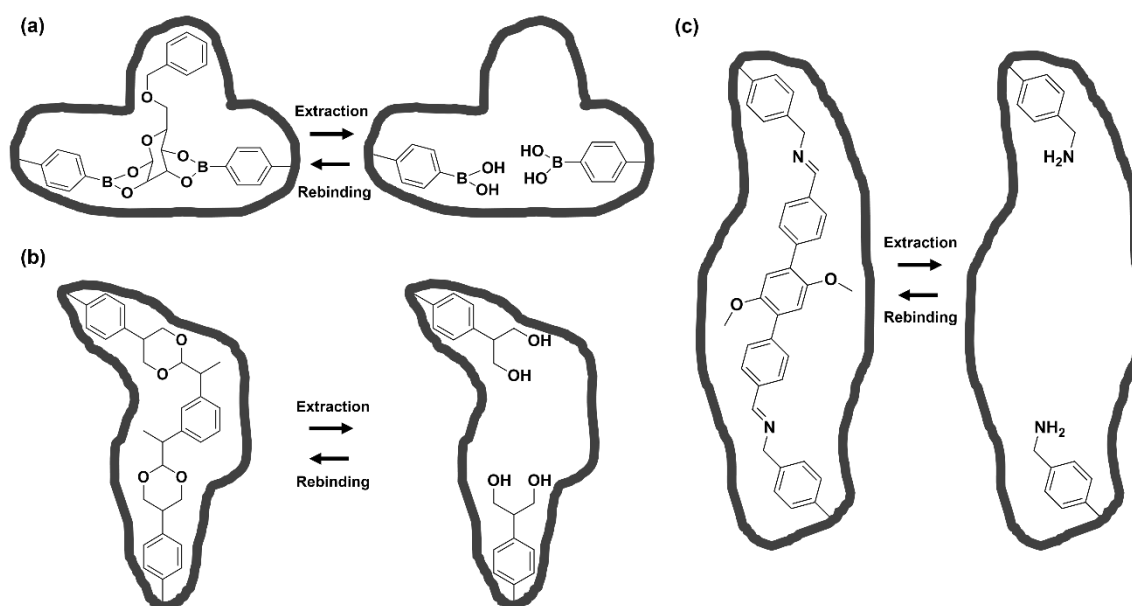 (a)
O
O
O
B
O
O
B
O
Extraction
Rebinding
HO
B
HO
B
OH
OH
(b)
O
O
O
O
Extraction
Rebinding
OH
OH
OH
OH
(c)
N
O
O
N
Extraction
Rebinding
H2N
NH2